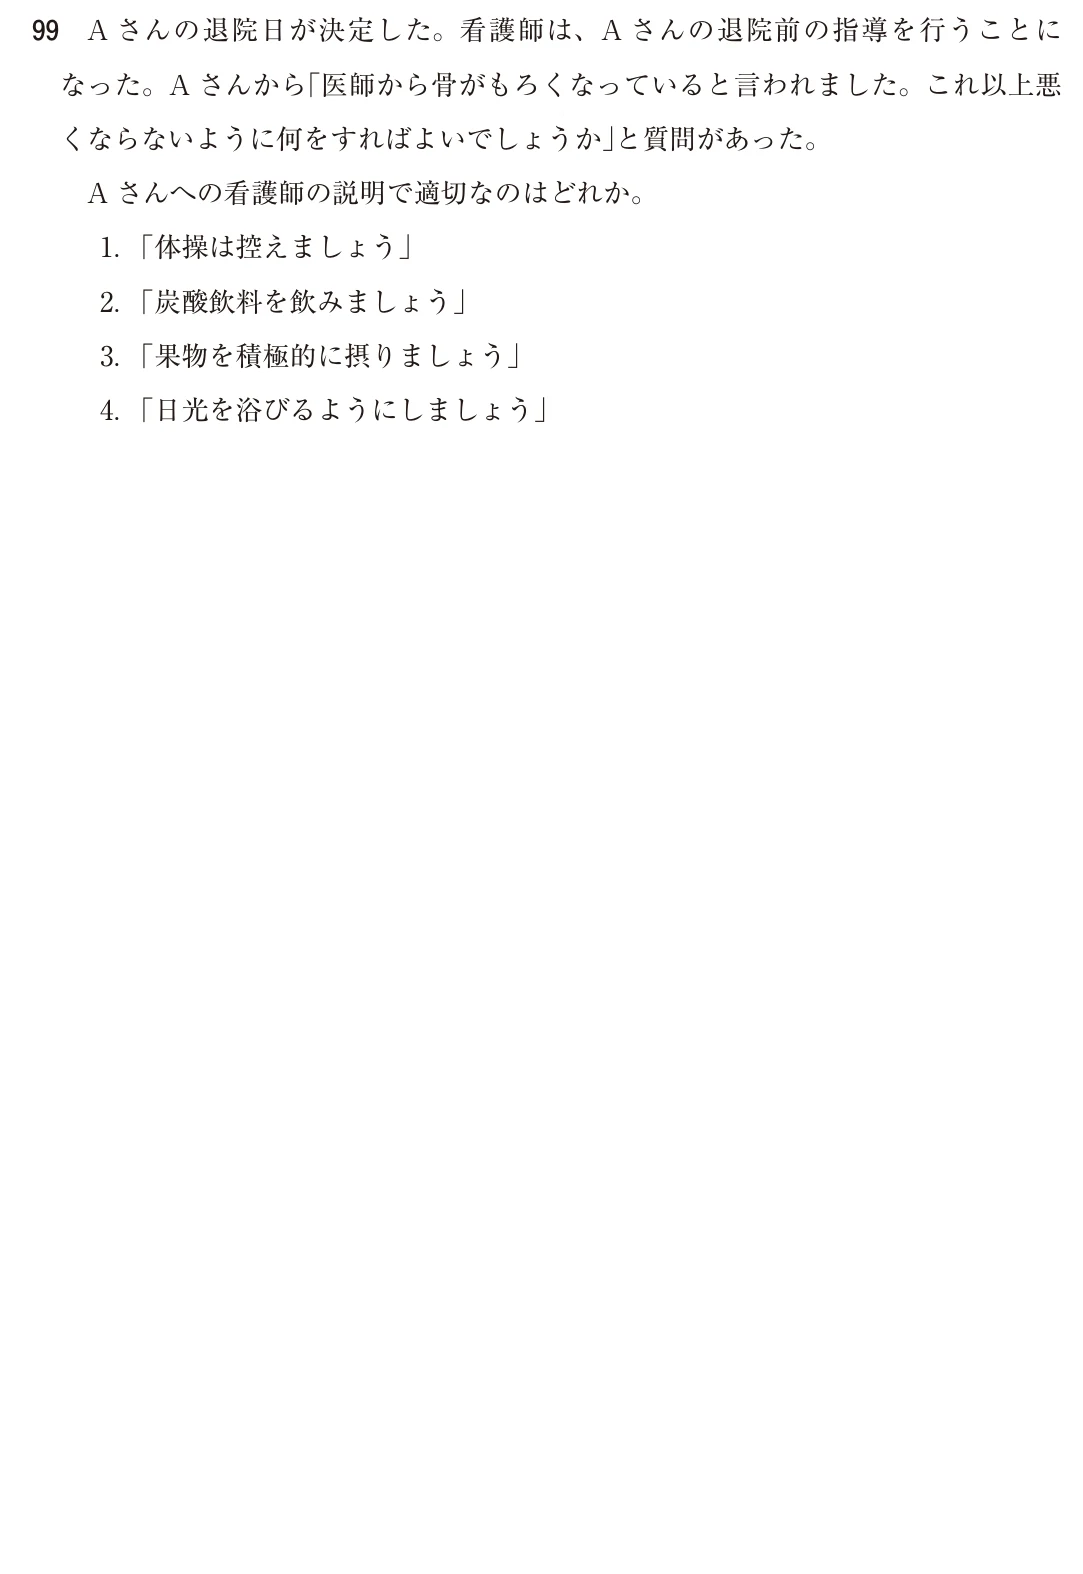 99 Aさんの退院日が決定した。看護師は、Aさんの退院前の指導を行うことに
なった。Aさんから「医師から骨がもろくなっていると言われました。これ以上悪
くならないように何をすればよいでしょうか」と質問があった。
Aさんへの看護師の説明で適切なのはどれか。
1. 「体操は控えましょう」
2. 「炭酸飲料を飲みましょう」
3. 「果物を積極的に摂りましょう」
4. 「日光を浴びるようにしましょう」